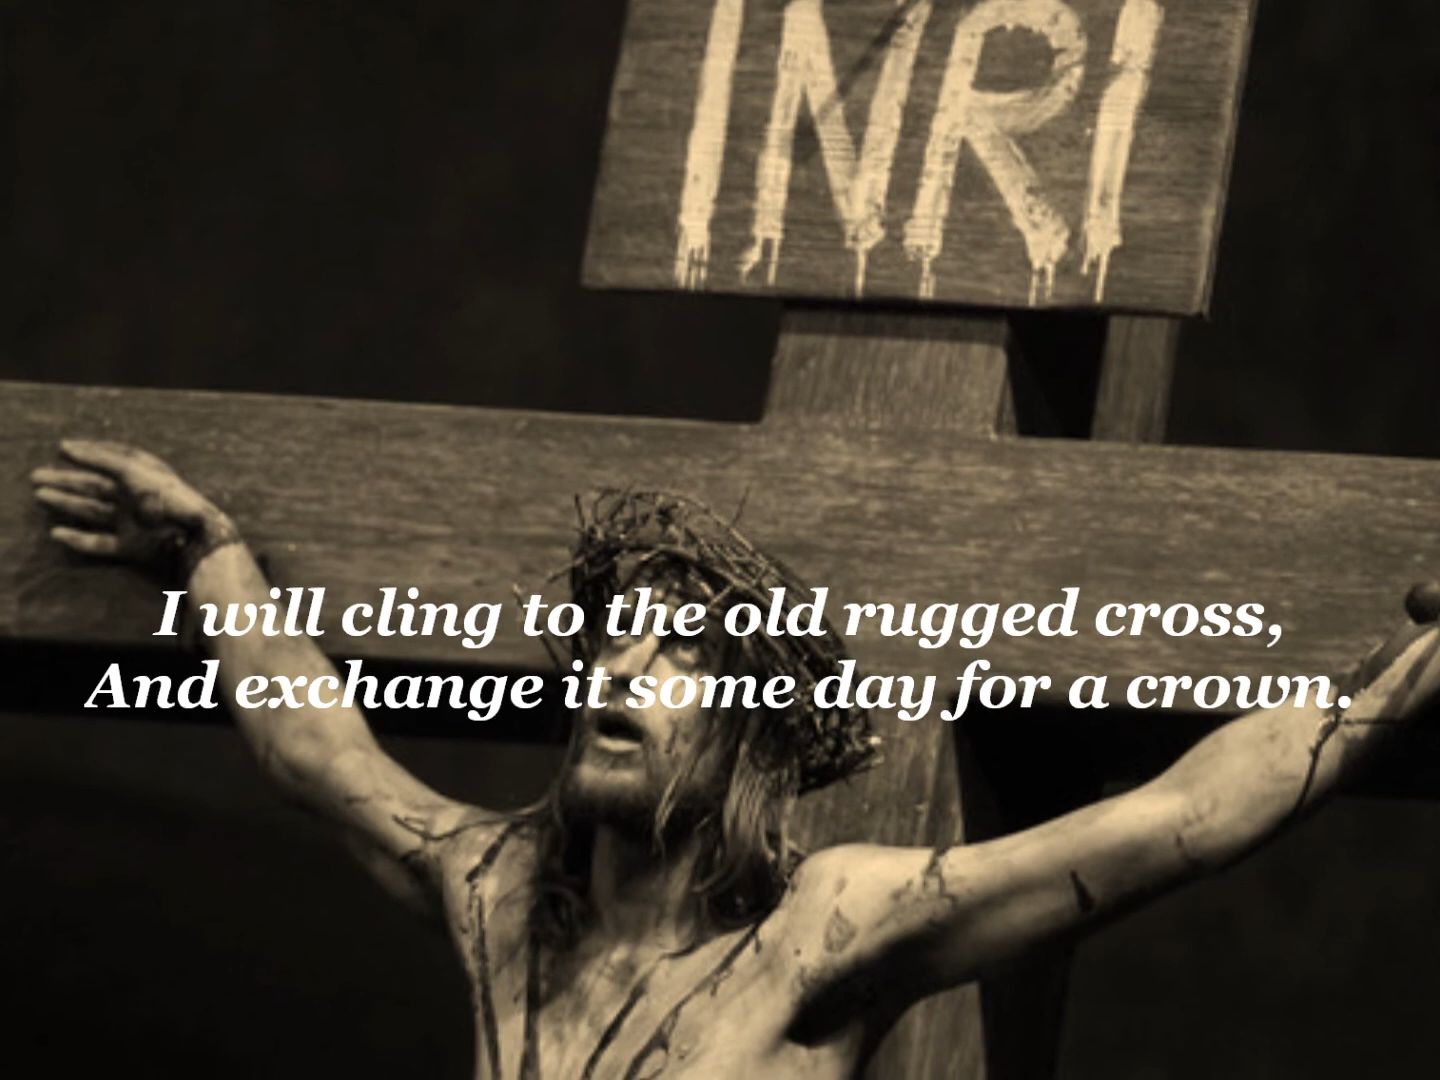 INRI
I will cling to the old rugged cross,
And exchange it some day for a crown.